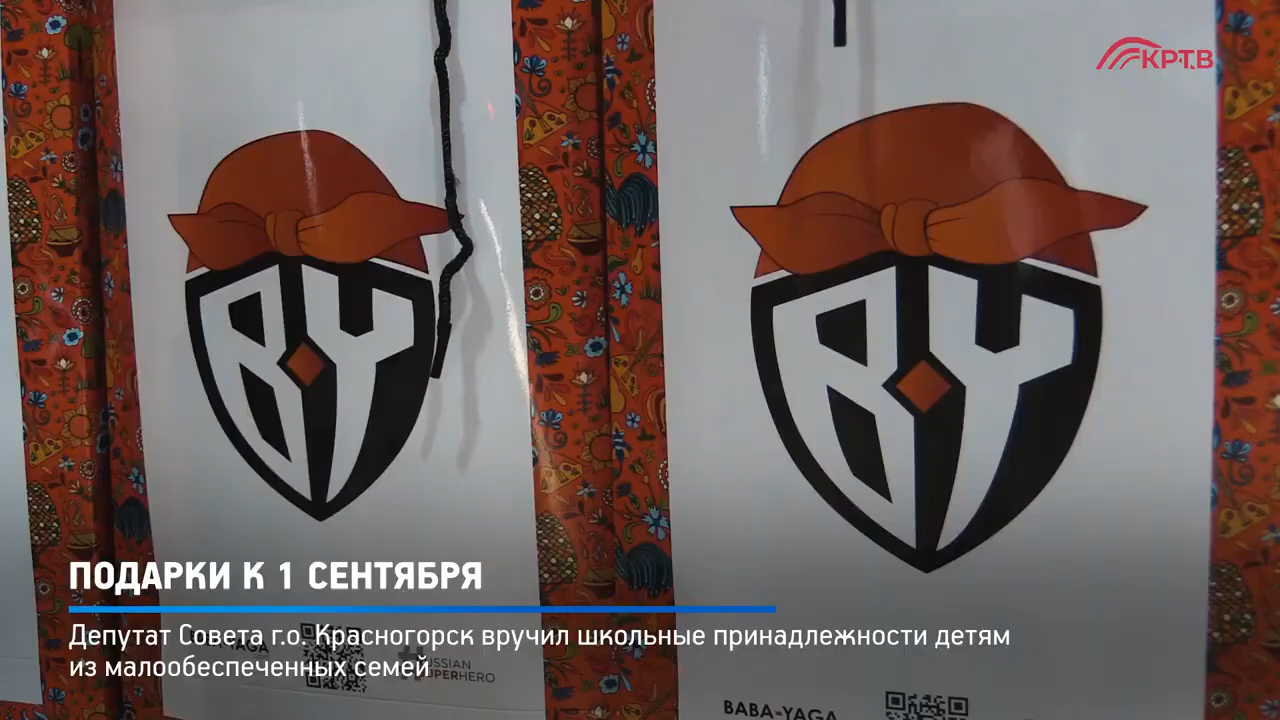 КРТВ
BY
BY
ПОДАРКИ К 1 СЕНТЯБРЯ
Депутат Совета г.о. Красногорск вручил школьные принадлежности детям
из малообеспеченных семей
BABA-YAGA